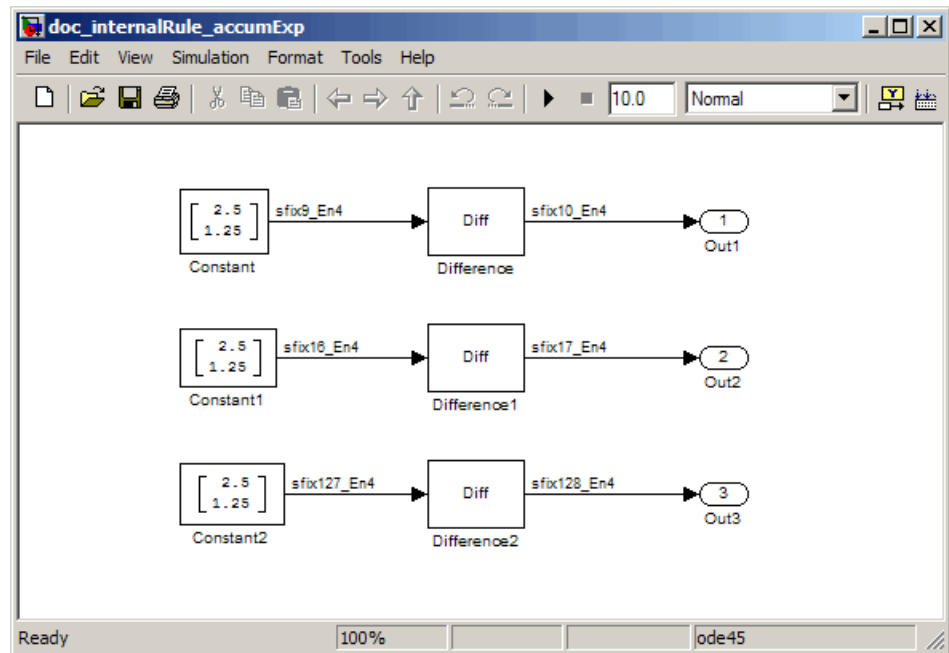 doc_internalRule_accumExp
File Edit View Simulation Format Tools Help
10.0 Normal
2.5
1.25
sfix9_En4
Diff
sfix10_En4
1
Constant
Difference
Out1
2.5
1.25
sfix16_En4
Diff
sfix17_En4
2
Constant1
Difference1
Out2
2.5
1.25
sfix127_En4
Diff
sfix128_En4
3
Constant2
Difference2
Out3
Ready 100% ode45